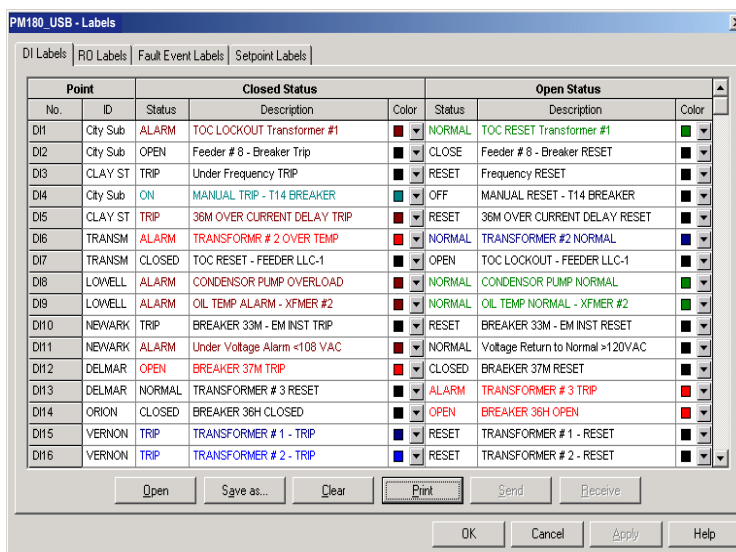 PM180_USB - Labels
DI Labels RO Labels Fault Event Labels Setpoint Labels
Point Closed Status Open Status
No. ID Status Description Color Status Description Color
DI1 City Sub ALARM TOC LOCKOUT Transformer #1 NORMAL TOC RESET Transformer #1
DI2 City Sub OPEN Feeder # 8 - Breaker Trip CLOSE Feeder # 8 - Breaker RESET
DI3 CLAY ST TRIP Under Frequency TRIP RESET Frequency RESET
DI4 City Sub ON MANUAL TRIP - T14 BREAKER OFF MANUAL RESET - T14 BREAKER
DI5 CLAY ST TRIP 36M OVER CURRENT DELAY TRIP RESET 36M OVER CURRENT DELAY RESET
DI6 TRANSM ALARM TRANSFORMR # 2 OVER TEMP NORMAL TRANSFORMER #2 NORMAL
DI7 TRANSM CLOSED TOC RESET - FEEDER LLC-1 OPEN TOC LOCKOUT - FEEDER LLC-1
DI8 LOWELL ALARM CONDENSOR PUMP OVERLOAD NORMAL CONDENSOR PUMP NORMAL
DI9 LOWELL ALARM OIL TEMP ALARM - XFMER #2 NORMAL OIL TEMP NORMAL - XFMER #2
DI10 NEWARK TRIP BREAKER 33M - EM INST TRIP RESET BREAKER 33M - EM INST RESET
DI11 NEWARK ALARM Under Voltage Alarm <108 VAC NORMAL Voltage Return to Normal >120VAC
DI12 DELMAR OPEN BREAKER 37M TRIP CLOSED BRAEKER 37M RESET
DI13 DELMAR NORMAL TRANSFORMER # 3 RESET ALARM TRANSFORMER # 3 TRIP
DI14 ORION CLOSED BREAKER 36H CLOSED OPEN BREAKER 36H OPEN
DI15 VERNON TRIP TRANSFORMER # 1 - TRIP RESET TRANSFORMER # 1 - RESET
DI16 VERNON TRIP TRANSFORMER # 2 - TRIP RESET TRANSFORMER # 2 - RESET
Open Save as... Clear Print Send Receive
OK Cancel Apply Help